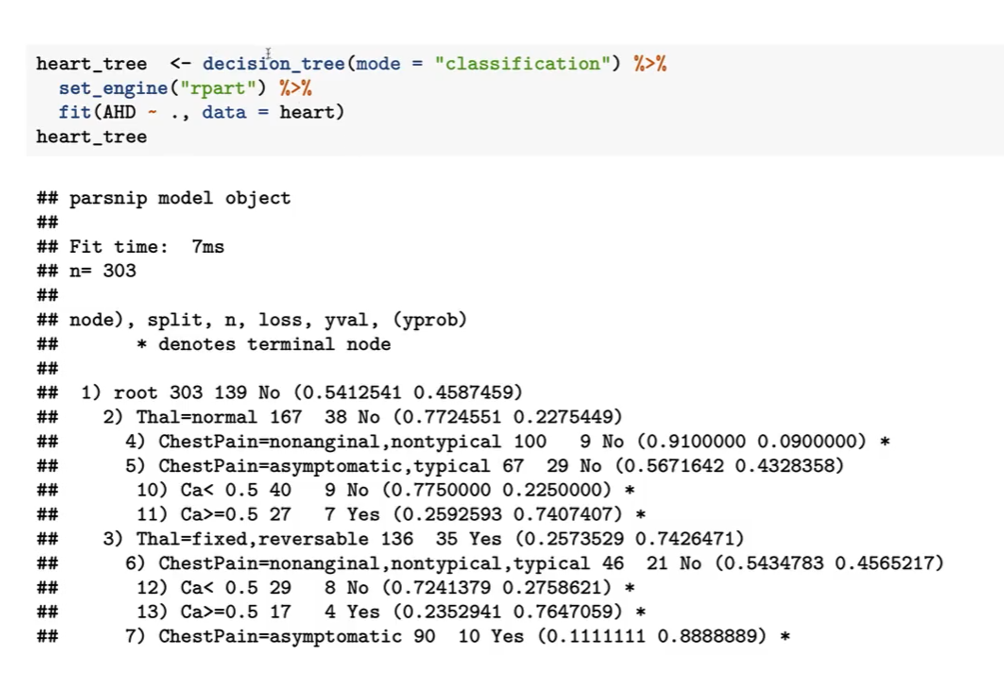 heart_tree  <- decision_tree(mode = "classification") %>%
  set_engine("rpart") %>%
  fit(AHD ~ ., data = heart)
heart_tree
## parsnip model object
##
## Fit time:  7ms
## n= 303
##
## node), split, n, loss, yval, (yprob)
##       * denotes terminal node
##
##  1) root 303 139 No (0.5412541 0.4587459)
##    2) Thal=normal 167  38 No (0.7724551 0.2275449)
##      4) ChestPain=nonanginal,nontypical 100   9 No (0.9100000 0.0900000) *
##      5) ChestPain=asymptomatic,typical 67  29 No (0.5671642 0.4328358)
##       10) Ca< 0.5 40   9 No (0.7750000 0.2250000) *
##       11) Ca>=0.5 27   7 Yes (0.2592593 0.7407407) *
##    3) Thal=fixed,reversable 136  35 Yes (0.2573529 0.7426471)
##      6) ChestPain=nonanginal,nontypical,typical 46  21 No (0.5434783 0.4565217)
##       12) Ca< 0.5 29   8 No (0.7241379 0.2758621) *
##       13) Ca>=0.5 17   4 Yes (0.2352941 0.7647059) *
##      7) ChestPain=asymptomatic 90  10 Yes (0.1111111 0.8888889) *